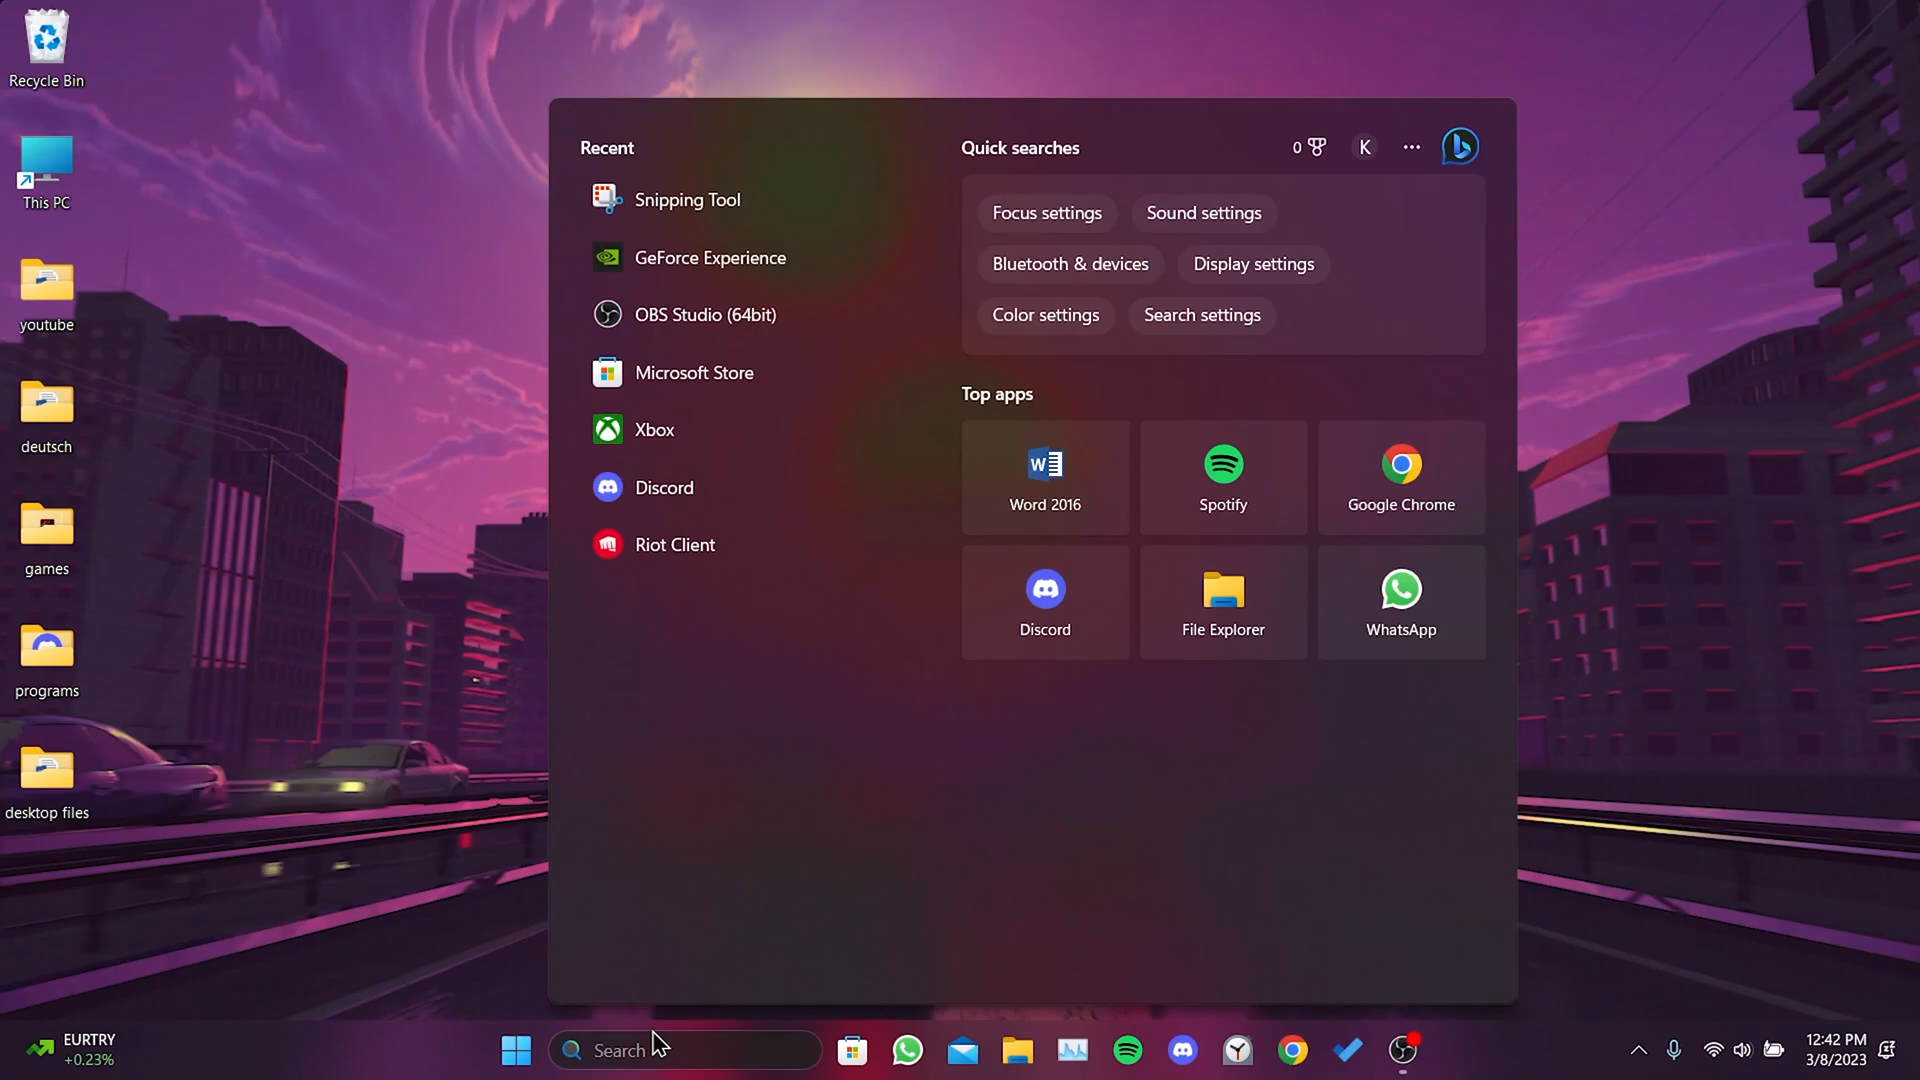 Recycle Bin
This PC
youtube
deutsch
games
programs
desktop files
Recent
Snipping Tool
GeForce Experience
OBS Studio (64bit)
Microsoft Store
Xbox
Discord
Riot Client
Quick searches
0
K
Focus settings
Sound settings
Bluetooth & devices
Display settings
Color settings
Search settings
Top apps
Word 2016
Spotify
Google Chrome
Discord
File Explorer
WhatsApp
EURTRY
+0.23%
Search
12:42 PM
3/8/2023